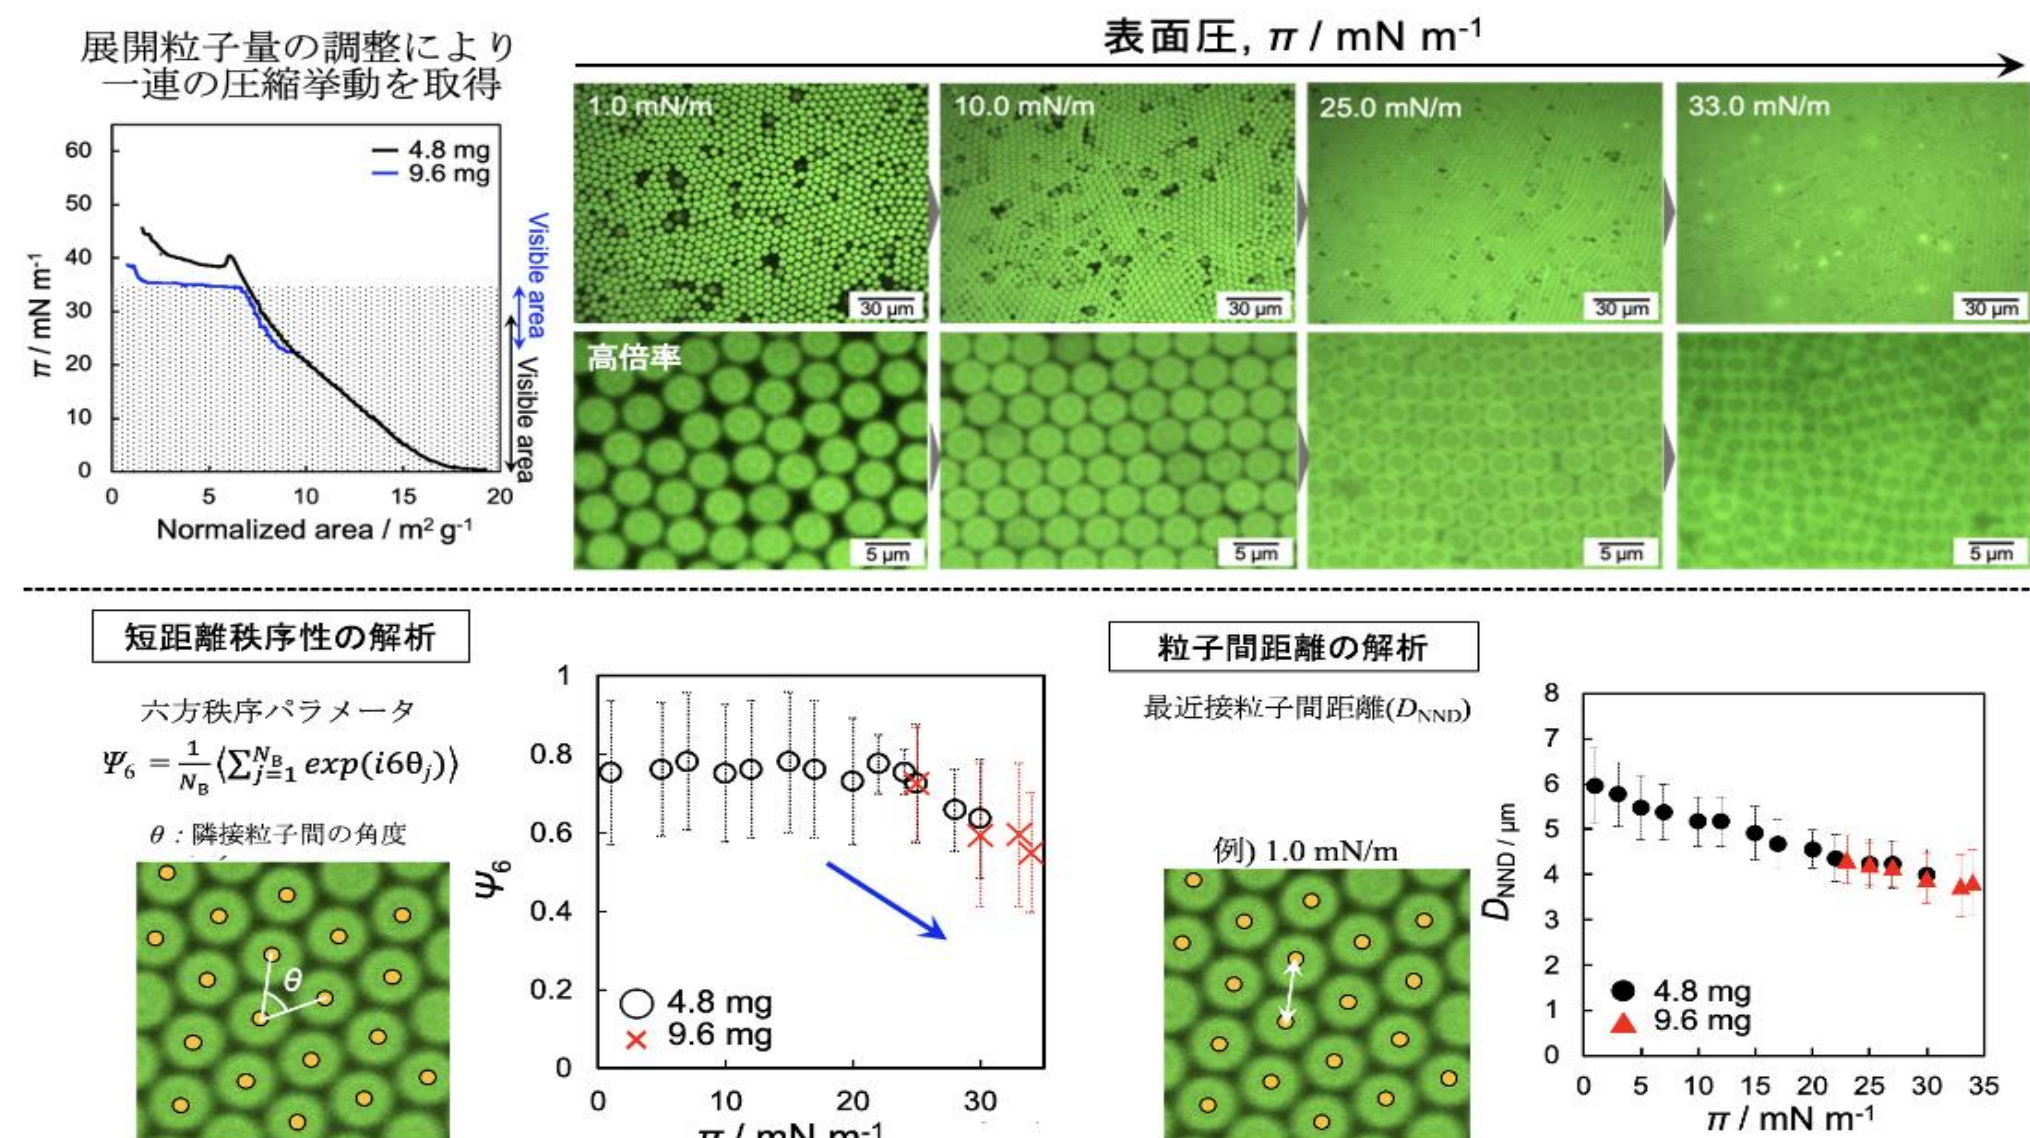 展開粒子量の調整により
一連の圧縮挙動を取得
π / mN m-1
60
50
40
30
20
10
0
0 5 10 15 20
Normalized area / m2 g-1
4.8 mg
9.6 mg
Visible area
Visible area
表面圧, π / mN m-1
1.0 mN/m
30 μm
10.0 mN/m
30 μm
25.0 mN/m
30 μm
33.0 mN/m
30 μm
高倍率
5 μm
5 μm
5 μm
5 μm
短距離秩序性の解析
六方秩序パラメータ
Ψ6 = 1/NB ⟨∑j=1NB exp(i6θj)⟩
θ : 隣接粒子間の角度
θ
Ψ6
1
0.8
0.6
0.4
0.2
0
4.8 mg
9.6 mg
0 10 20 30
π / mN m-1
粒子間距離の解析
最近接粒子間距離(DNND)
例) 1.0 mN/m
DNND / μm
8
7
6
5
4
3
2
1
0
4.8 mg
9.6 mg
0 5 10 15 20 25 30 35
π / mN m-1